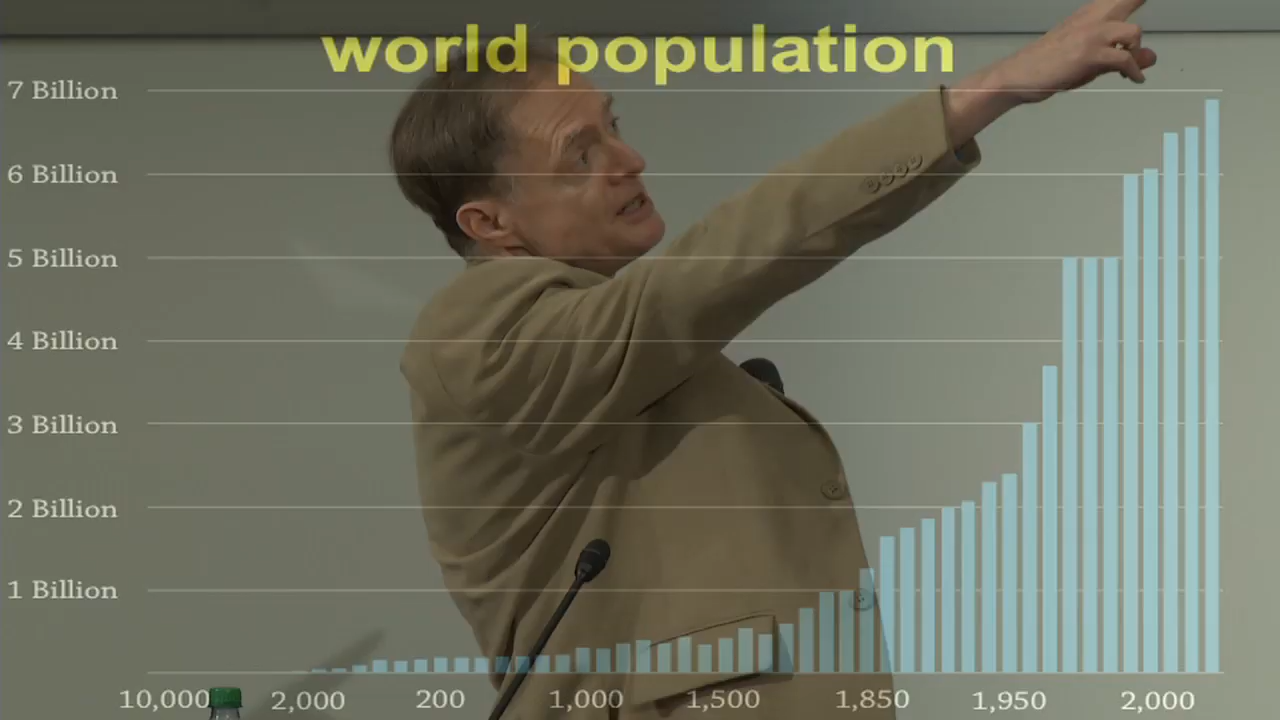 world population
7 Billion
6 Billion
5 Billion
4 Billion
3 Billion
2 Billion
1 Billion
10,000 2,000 200 1,000 1,500 1,850 1,950 2,000